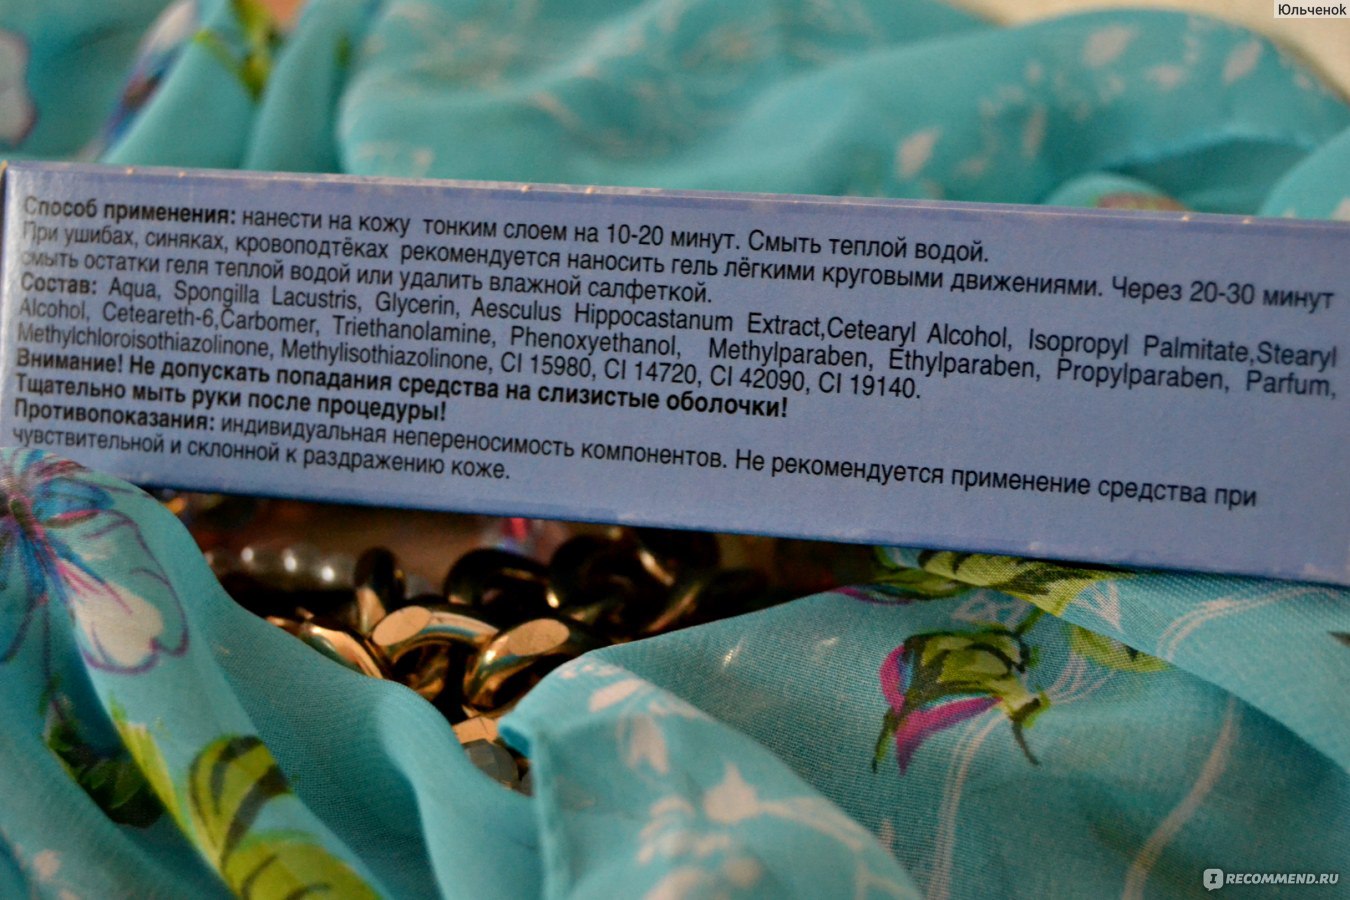 Юльченок
Способ применения: нанести на кожу тонким слоем на 10-20 минут. Смыть теплой водой.
При ушибах, синяках, кровоподтёках рекомендуется наносить гель лёгкими круговыми движениями. Через 20-30 минут
смыть остатки геля теплой водой или удалить влажной салфеткой.
Состав: Aqua, Spongilla Lacustris, Glycerin, Aesculus Hippocastanum Extract,Cetearyl Alcohol, Isopropyl Palmitate,Stearyl
Alcohol, Ceteareth-6,Carbomer, Triethanolamine, Phenoxyethanol, Methylparaben, Ethylparaben, Propylparaben, Parfum,
Methylchloroisothiazolinone, Methylisothiazolinone, CI 15980, CI 14720, CI 42090, CI 19140.
Внимание! Не допускать попадания средства на слизистые оболочки!
Тщательно мыть руки после процедуры!
Противопоказания: индивидуальная непереносимость компонентов. Не рекомендуется применение средства при
чувствительной и склонной к раздражению коже.
IRECOMMEND.RU